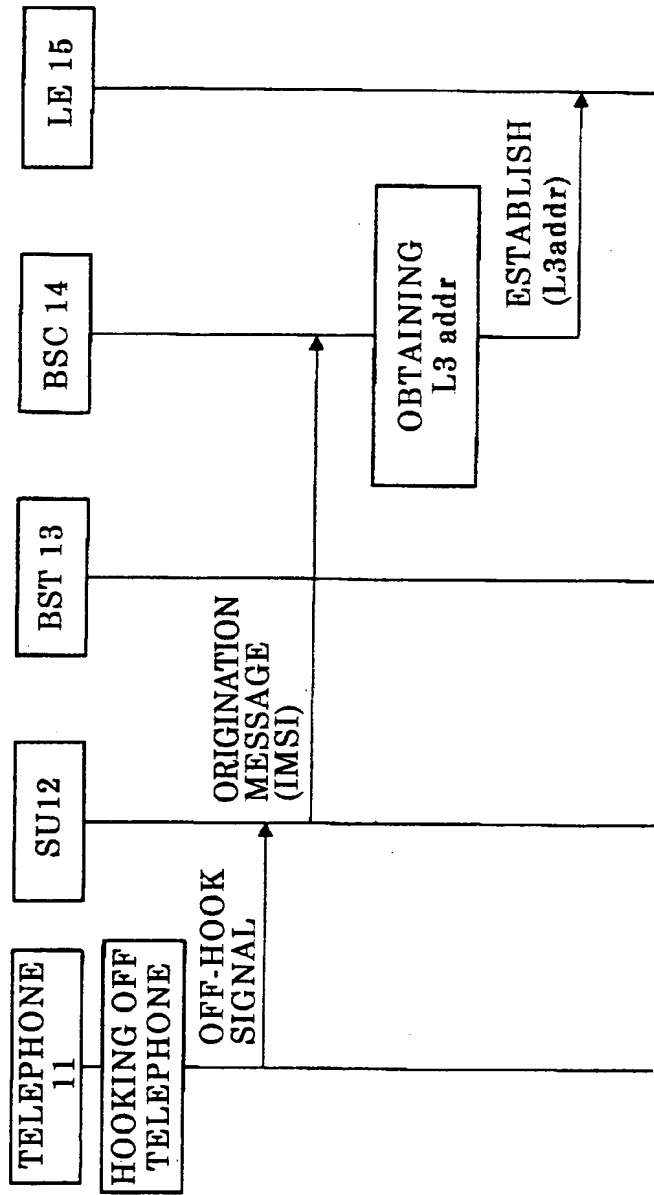 TELEPHONE
11
SU12
BST 13
BSC 14
LE 15
HOOKING OFF
TELEPHONE
OFF-HOOK
SIGNAL
ORIGINATION
MESSAGE
(IMSI)
OBTAINING
L3 addr
ESTABLISH
(L3addr)